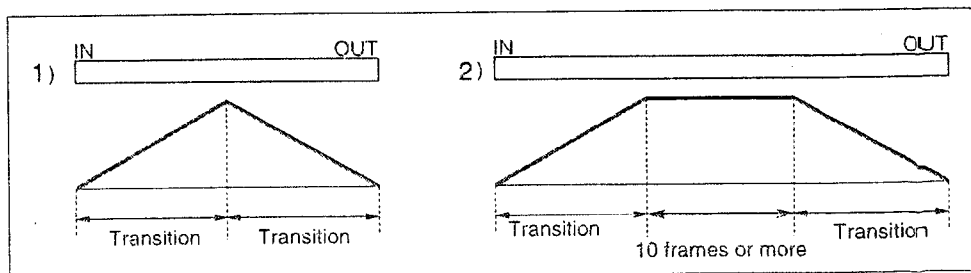 1)
IN OUT
Transition Transition
2)
IN OUT
Transition 10 frames or more Transition